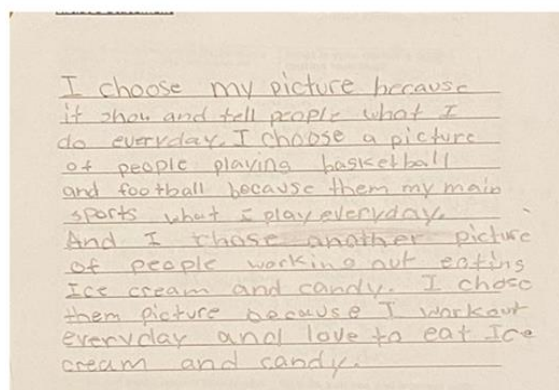 I choose my picture because
it show and tell people what I
do everyday. I choose a picture
of people playing basketball
and football because them my main
sports what I play everyday.
And I chose another picture
of people working out eating
Ice cream and candy. I chose
them picture because I workout
everyday and love to eat Ice
cream and candy.